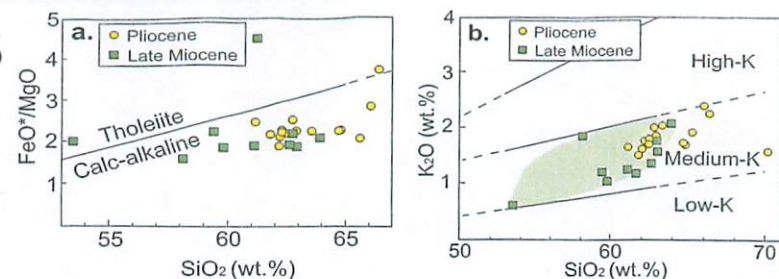 a.
Pliocene
Late Miocene
5
4
3
2
1
FeO*/MgO
Tholeiite
Calc-alkaline
55
60
65
SiO2 (wt.%)
b.
Pliocene
Late Miocene
4
3
2
1
0
K2O (wt.%)
High-K
Medium-K
Low-K
50
60
70
SiO2 (wt.%)